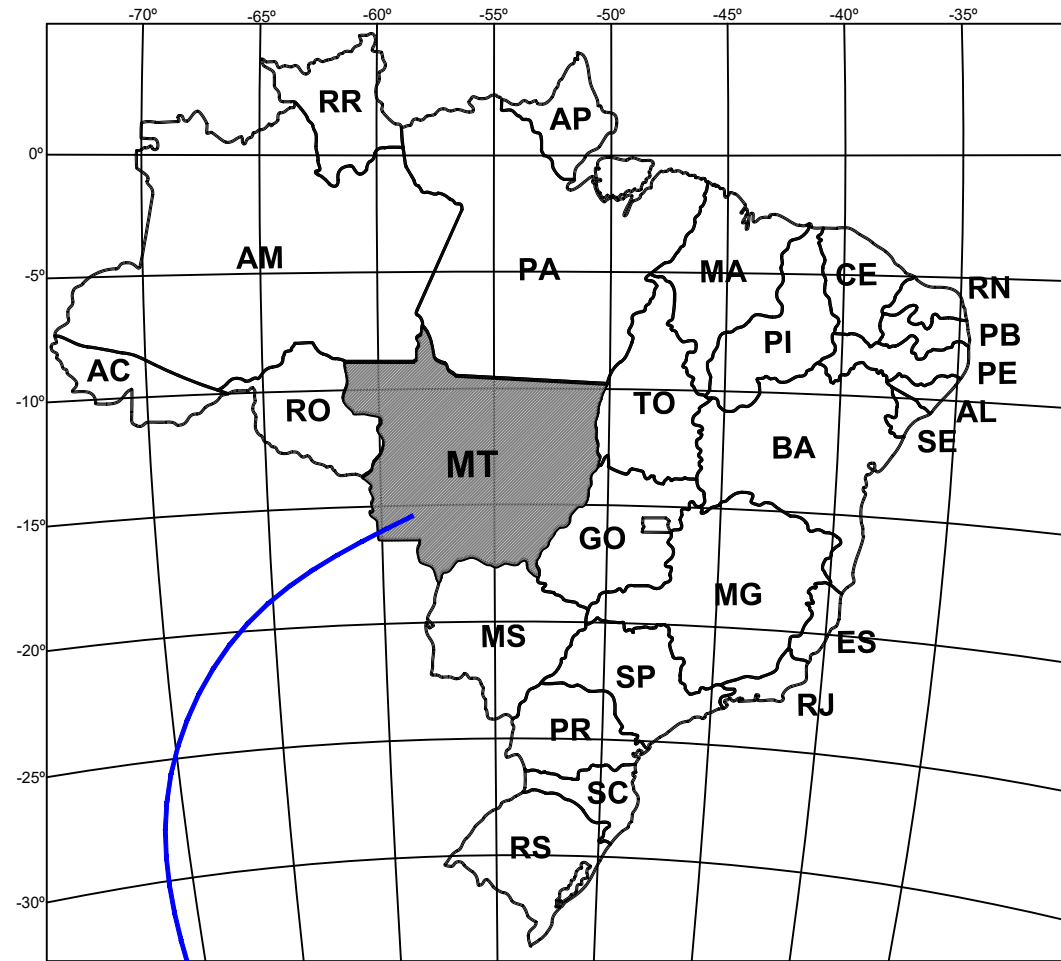 -70º -65º -60º -55º -50º -45º -40º -35º
RR
AP
0º
AM
PA
MA
CE
-5º
RN
PB
PI
AC
PE
-10º
RO
TO
AL
SE
BA
MT
-15º
GO
MG
MS
ES
-20º
SP
RJ
PR
-25º
SC
RS
-30º